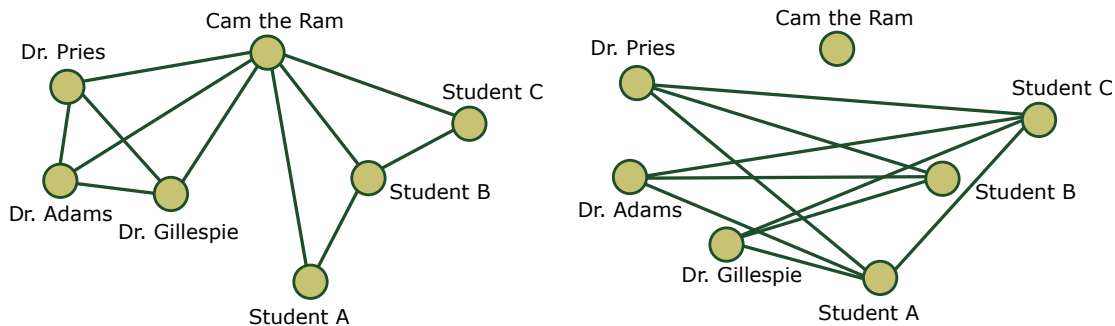 Cam the Ram
Dr. Pries
Student C
Dr. Adams
Dr. Gillespie
Student B
Student A
Cam the Ram
Dr. Pries
Student C
Dr. Adams
Student B
Dr. Gillespie
Student A